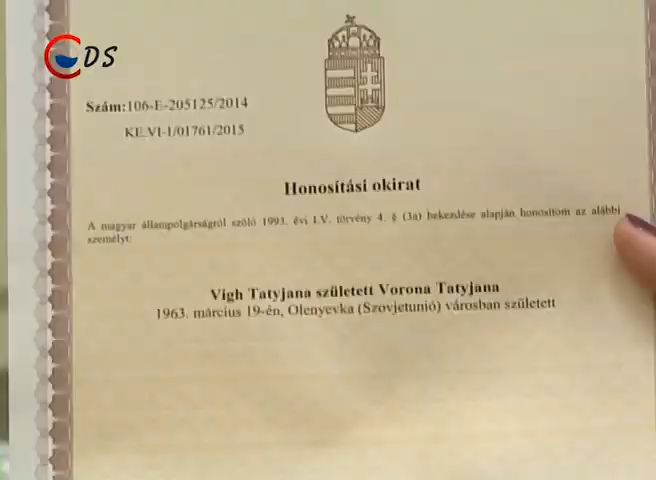 DS
Szám:106-E-205125/2014
KE.VI-1/01761/2015
Honosítási okirat
A magyar állampolgárságról szóló 1993. évi LV. törvény 4. § (3a) bekezdése alapján honosítom az alábbi
személyt:
Vigh Tatyjana született Vorona Tatyjana
1963. március 19-én, Olenyevka (Szovjetunió) városban született